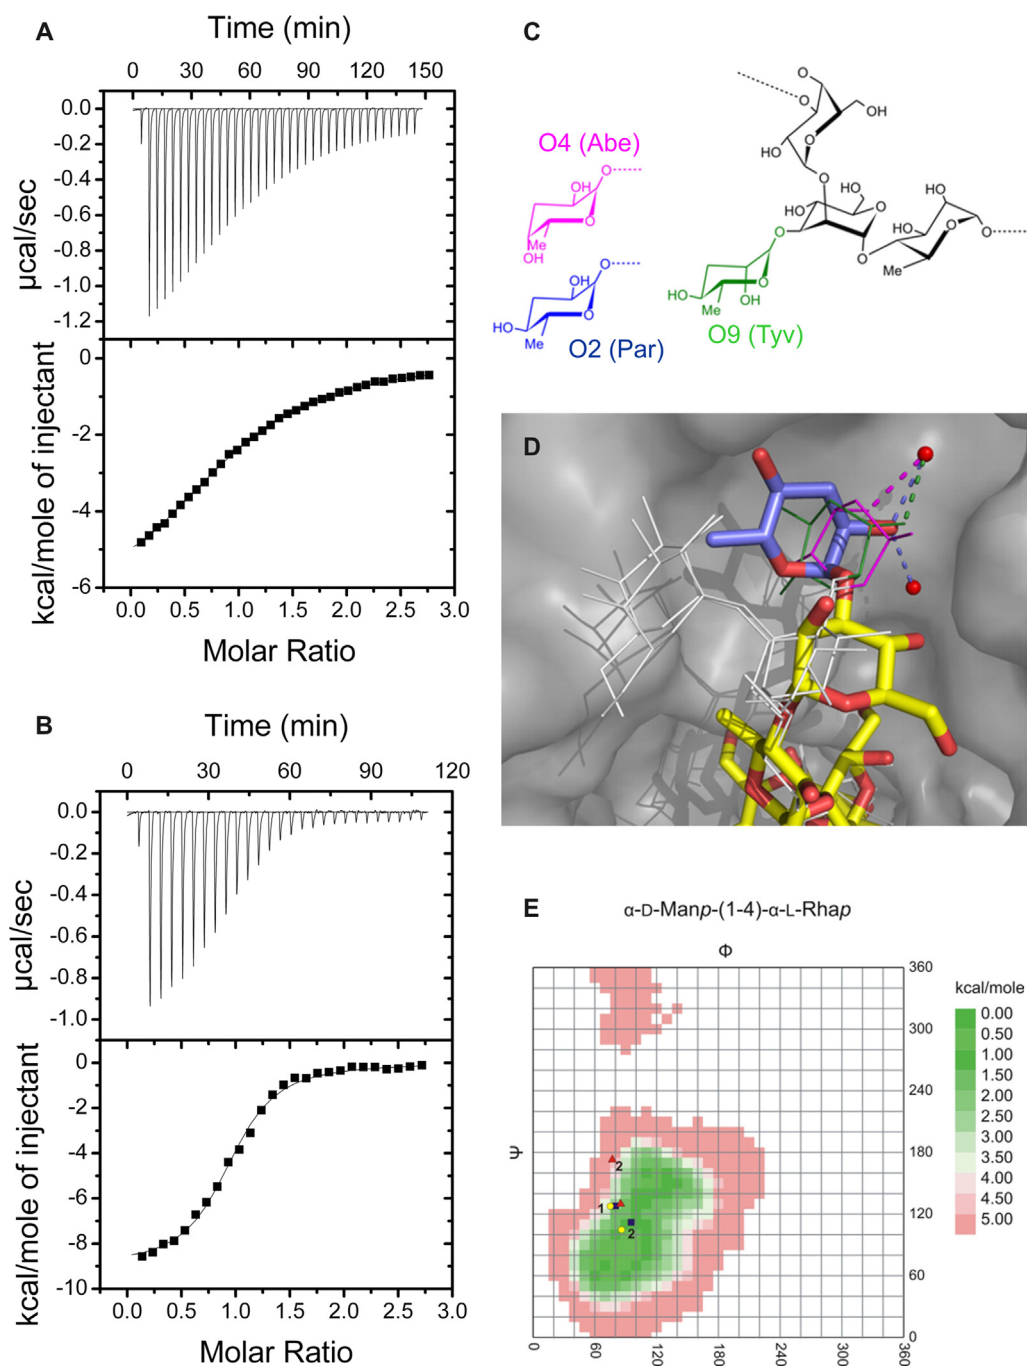 A
Time (min)
0 30 60 90 120 150
0.0
-0.2
-0.4
-0.6
-0.8
-1.0
-1.2
µcal/sec
0
-2
-4
-6
kcal/mole of injectant
0.0 0.5 1.0 1.5 2.0 2.5 3.0
Molar Ratio
B
Time (min)
0 30 60 90 120
0.0
-0.2
-0.4
-0.6
-0.8
-1.0
µcal/sec
0
-2
-4
-6
-8
-10
kcal/mole of injectant
0.0 0.5 1.0 1.5 2.0 2.5 3.0
Molar Ratio
C
O4 (Abe)
O
OH
O
Me
OH
O
OH
O
HO
Me
O2 (Par)
O
O
OH
O
HO
HO
O
HO
HO
O
HO
HO
O
O
O
O
Me
O
O
HO
OH
Me
O9 (Tyv)
D
E
α-D-Manp-(1-4)-α-L-Rhap
Φ
Ψ
360
300
240
180
120
60
0
0 60 120 180 240 300 360
2
1
2
kcal/mole
0.00
0.50
1.00
1.50
2.00
2.50
3.00
3.50
4.00
4.50
5.00